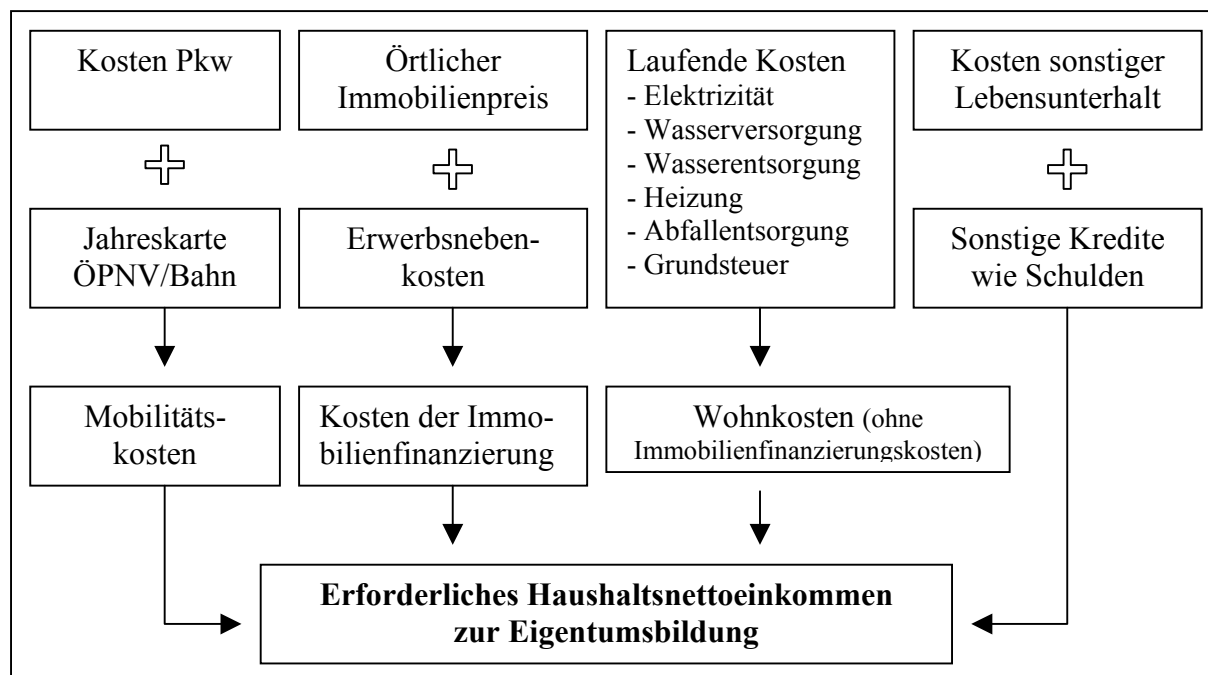 Kosten Pkw
Örtlicher
Immobilienpreis
Laufende Kosten
- Elektrizität
- Wasserversorgung
- Wasserentsorgung
- Heizung
- Abfallentsorgung
- Grundsteuer
Kosten sonstiger
Lebensunterhalt
Jahreskarte
ÖPNV/Bahn
Erwerbsneben-
kosten
Sonstige Kredite
wie Schulden
Mobilitäts-
kosten
Kosten der Immo-
bilienfinanzierung
Wohnkosten (ohne
Immobilienfinanzierungskosten)
Erforderliches Haushaltsnettoeinkommen
zur Eigentumsbildung